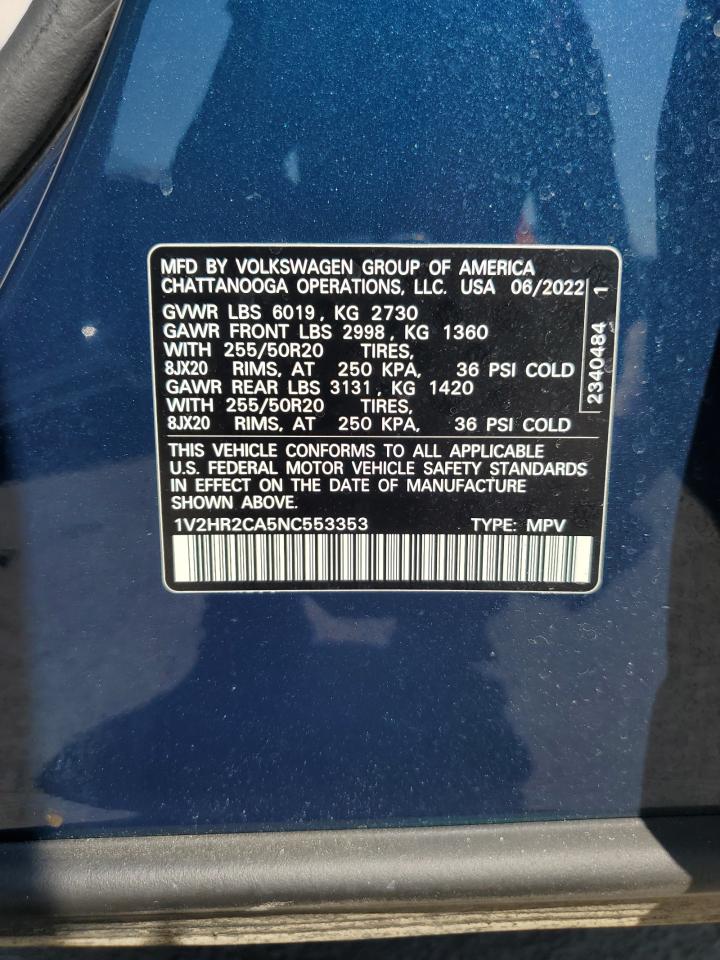 MFD BY VOLKSWAGEN GROUP OF AMERICA
CHATTANOOGA OPERATIONS, LLC. USA 06/2022
GVWR LBS 6019, KG 2730
GAWR FRONT LBS 2998, KG 1360
WITH 255/50R20 TIRES,
8JX20 RIMS, AT 250 KPA, 36 PSI COLD
GAWR REAR LBS 3131, KG 1420
WITH 255/50R20 TIRES,
8JX20 RIMS, AT 250 KPA, 36 PSI COLD
2340484 1
THIS VEHICLE CONFORMS TO ALL APPLICABLE
U.S. FEDERAL MOTOR VEHICLE SAFETY STANDARDS
IN EFFECT ON THE DATE OF MANUFACTURE
SHOWN ABOVE.
1V2HR2CA5NC553353 TYPE: MPV